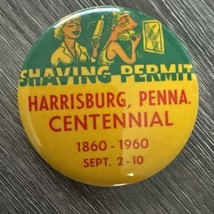 SHAVING PERMIT
HARRISBURG, PENNA.
CENTENNIAL
1860 - 1960
SEPT. 2-10